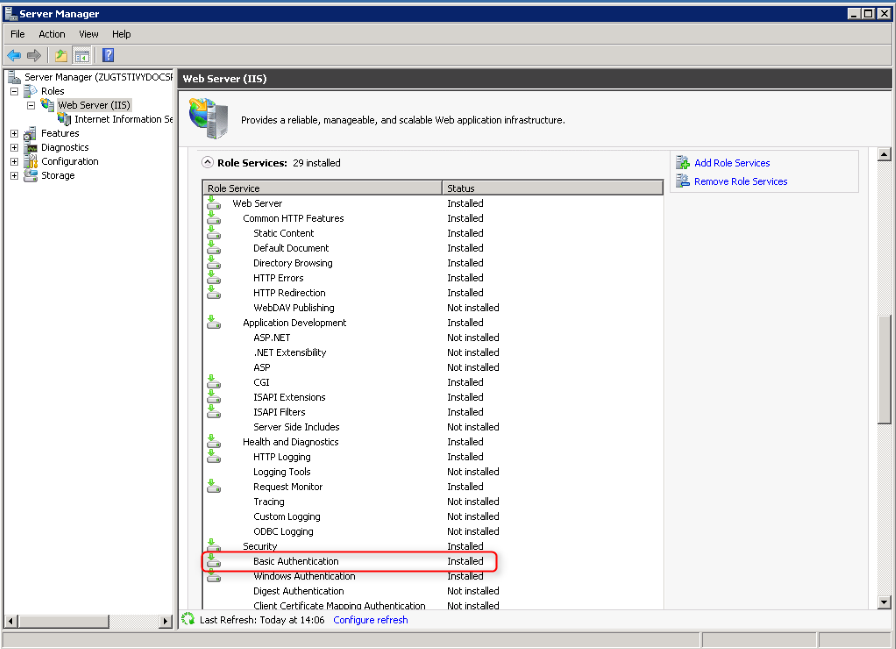 Server Manager
File Action View Help
Server Manager (ZUGTSTIVYDOCSF
Roles
Web Server (IIS)
Internet Information Se
Features
Diagnostics
Configuration
Storage
Web Server (IIS)
Provides a reliable, manageable, and scalable Web application infrastructure.
Role Services: 29 installed
Add Role Services
Remove Role Services
Role Service Status
Web Server Installed
Common HTTP Features Installed
Static Content Installed
Default Document Installed
Directory Browsing Installed
HTTP Errors Installed
HTTP Redirection Installed
WebDAV Publishing Not installed
Application Development Installed
ASP.NET Not installed
.NET Extensibility Not installed
ASP Not installed
CGI Installed
ISAPI Extensions Installed
ISAPI Filters Installed
Server Side Includes Not installed
Health and Diagnostics Installed
HTTP Logging Installed
Logging Tools Not installed
Request Monitor Installed
Tracing Not installed
Custom Logging Not installed
ODBC Logging Not installed
Security Installed
Basic Authentication Installed
Windows Authentication Installed
Digest Authentication Not installed
Client Certificate Mapping Authentication Not installed
Last Refresh: Today at 14:06 Configure refresh